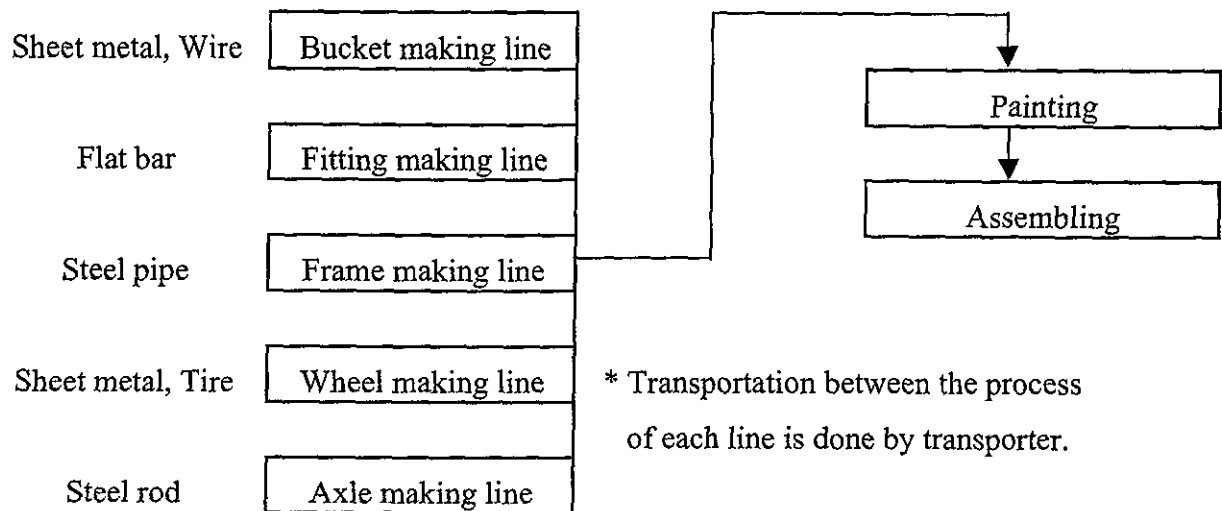 Sheet metal, Wire Bucket making line
Painting
Flat bar Fitting making line
Assembling
Steel pipe Frame making line
Sheet metal, Tire Wheel making line * Transportation between the process
of each line is done by transporter.
Steel rod Axle making line